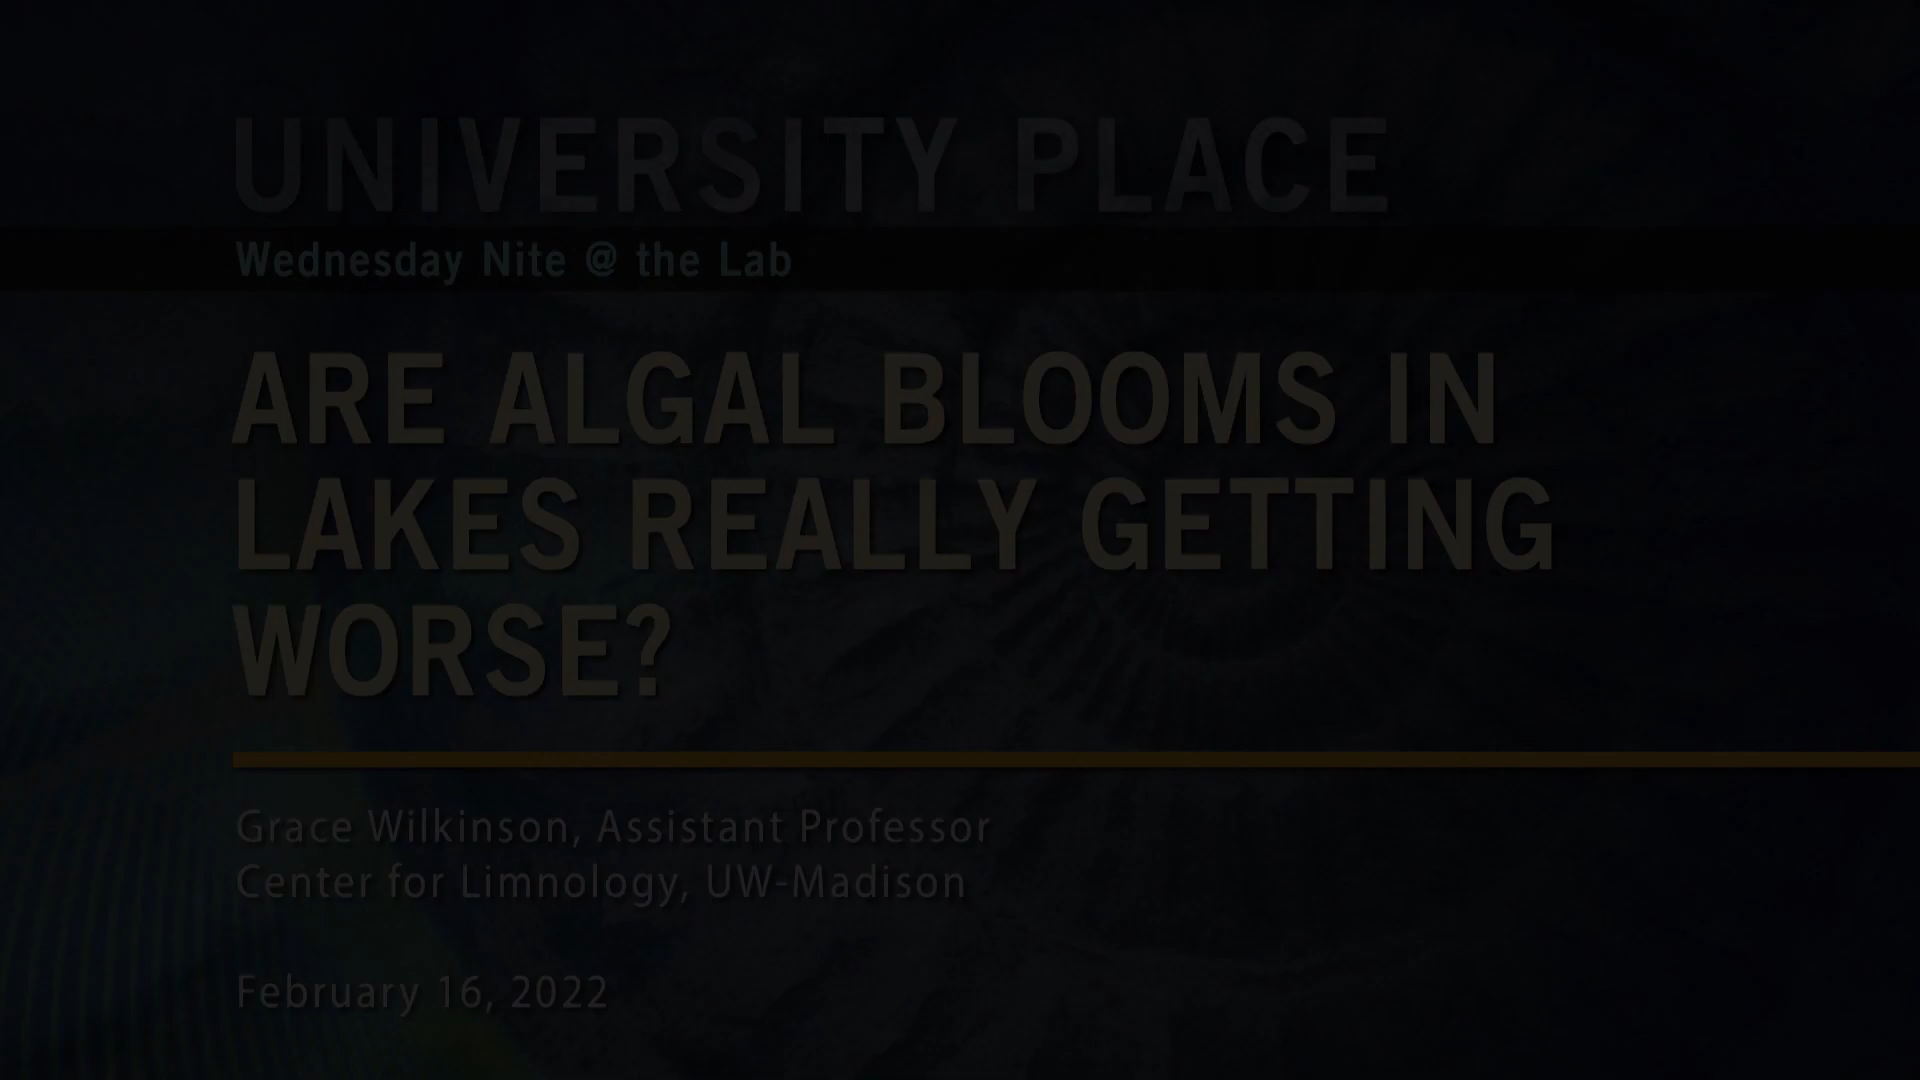 UNIVERSITY PLACE
Wednesday Nite @ the Lab
ARE ALGAL BLOOMS IN
LAKES REALLY GETTING
WORSE?
Grace Wilkinson, Assistant Professor
Center for Limnology, UW-Madison
February 16, 2022